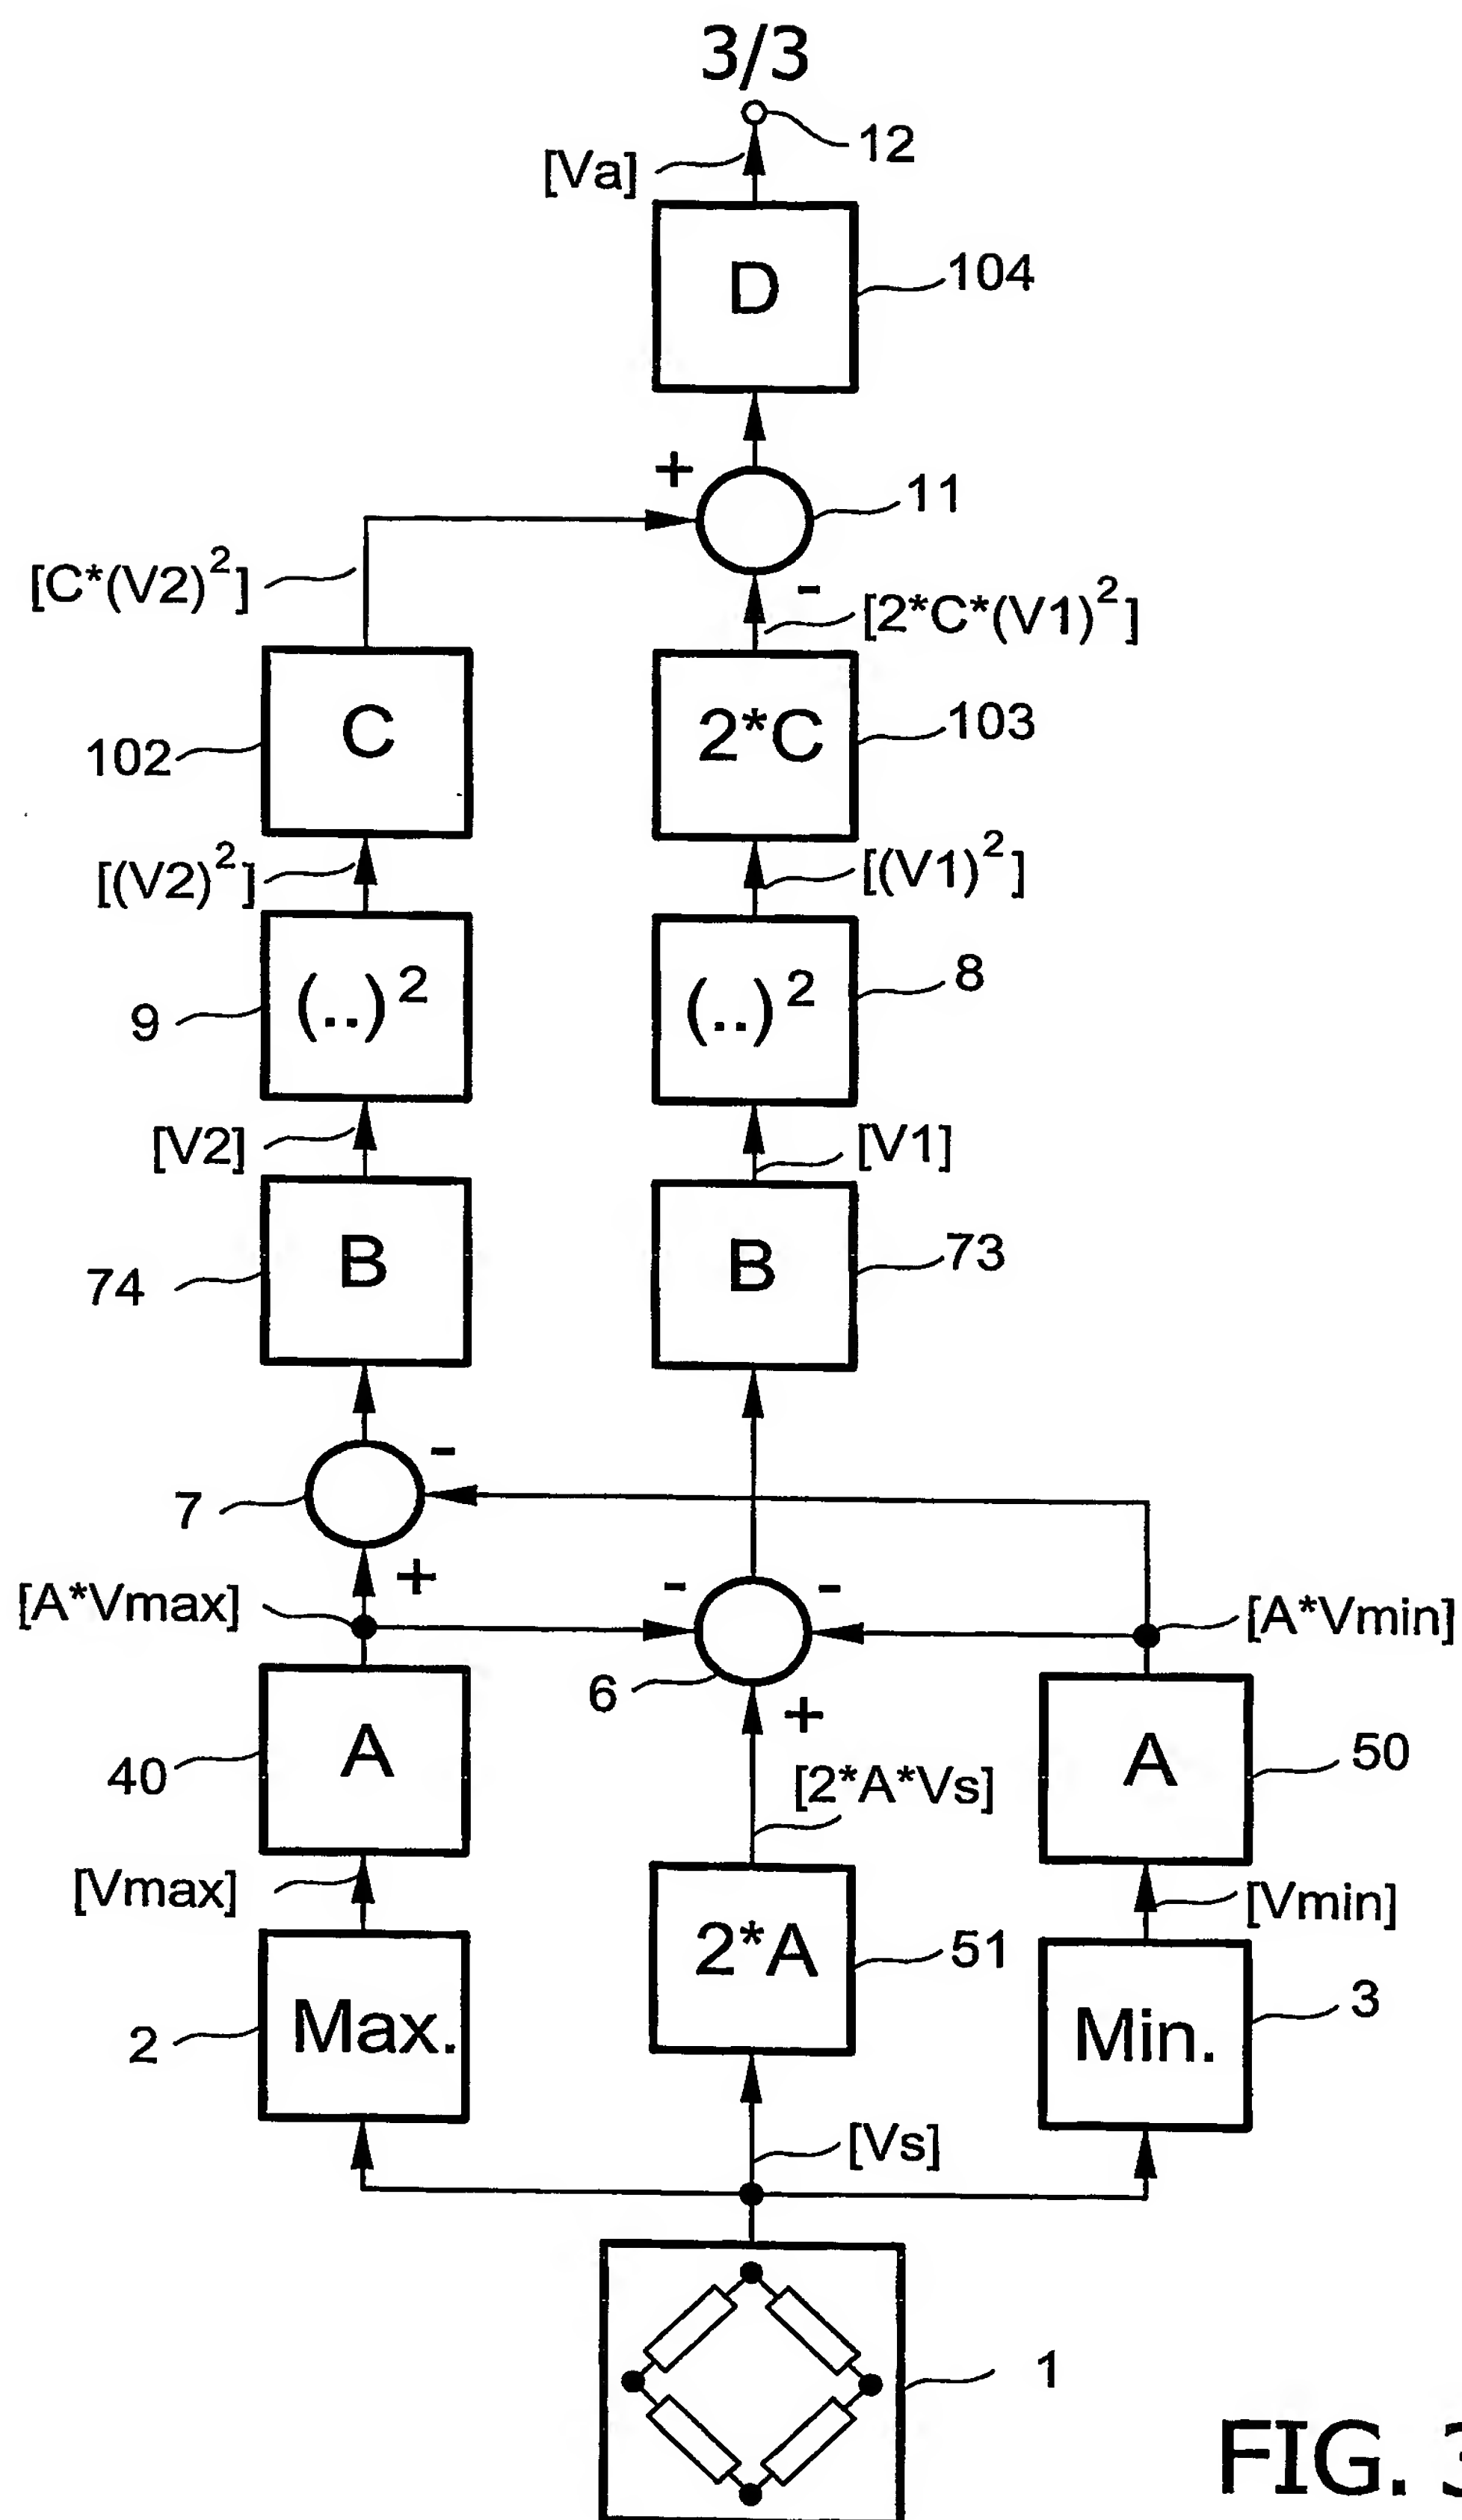 3/3
12
[Va]
D
104
+
11
[C*(V2)²]
-
[2*C*(V1)²]
C
2*C
103
102
[(V2)²]
[(V1)²]
(..)²
(..)²
8
9
[V2]
[V1]
B
B
73
74
-
7
+
-
-
[A*Vmax]
[A*Vmin]
6
+
A
A
50
40
[2*A*Vs]
[Vmax]
[Vmin]
2*A
51
Max.
Min.
3
2
[Vs]
1
FIG. 3